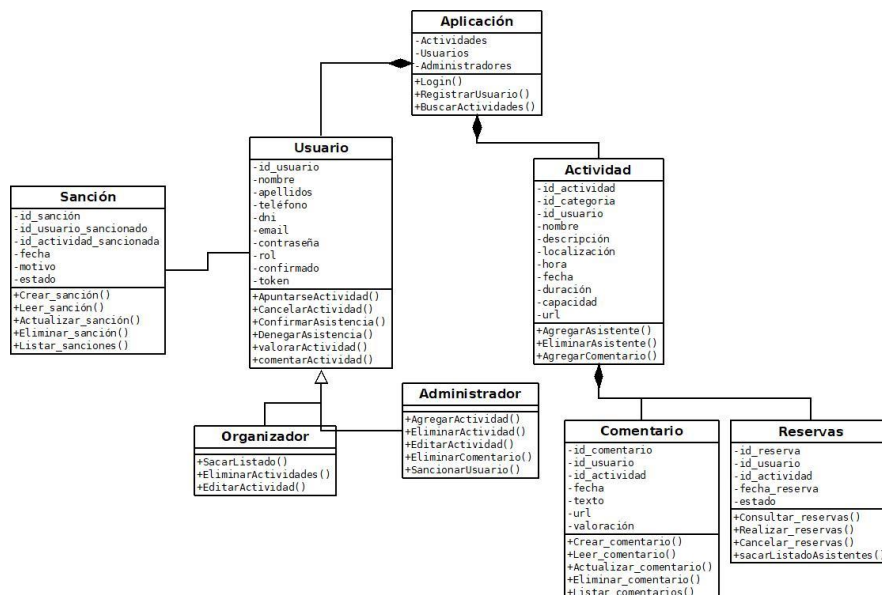 Aplicación
-Actividades
-Usuarios
-Administradores
+Login()
+RegistrarUsuario()
+BuscarActividades()
Usuario
-id_usuario
-nombre
-apellidos
-teléfono
-dni
-email
-contraseña
-rol
-confirmado
-token
+ApuntarseActividad()
+CancelarActividad()
+ConfirmarAsistencia()
+DenegarAsistencia()
+valorarActividad()
+comentarActividad()
Actividad
-id_actividad
-id_categoria
-id_usuario
-nombre
-descripción
-localización
-hora
-fecha
-duración
-capacidad
-url
+AgregarAsistente()
+EliminarAsistente()
+AgregarComentario()
Sanción
-id_sanción
-id_usuario_sancionado
-id_actividad_sancionada
-fecha
-motivo
-estado
+Crear_sanción()
+Leer_sanción()
+Actualizar_sanción()
+Eliminar_sanción()
+Listar_sanciones()
Organizador
+SacarListado()
+EliminarActividades()
+EditarActividad()
Administrador
+AgregarActividad()
+EliminarActividad()
+EditarActividad()
+EliminarComentario()
+SancionarUsuario()
Comentario
-id_comentario
-id_usuario
-id_actividad
-fecha
-texto
-url
-valoración
+Crear_comentario()
+Leer_comentario()
+Actualizar_comentario()
+Eliminar_comentario()
+Listar_comentarios()
Reservas
-id_reserva
-id_usuario
-id_actividad
-fecha_reserva
-estado
+Consultar_reservas()
+Realizar_reservas()
+Cancelar_reservas()
+sacarListadoAsistentes()